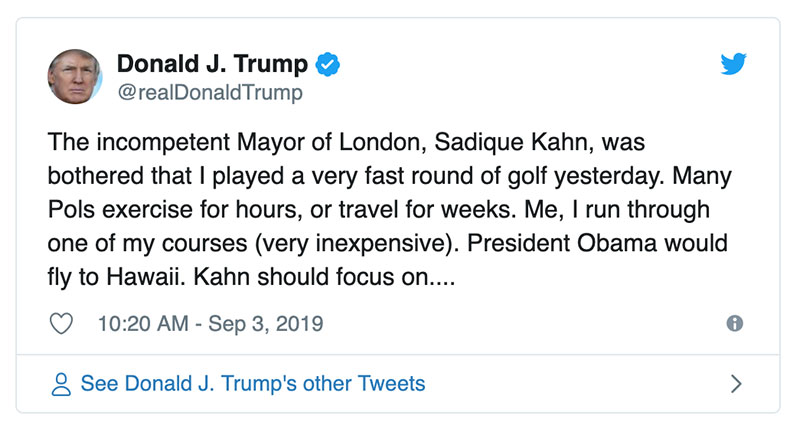 Donald J. Trump
@realDonaldTrump
The incompetent Mayor of London, Sadique Kahn, was
bothered that I played a very fast round of golf yesterday. Many
Pols exercise for hours, or travel for weeks. Me, I run through
one of my courses (very inexpensive). President Obama would
fly to Hawaii. Kahn should focus on....
10:20 AM - Sep 3, 2019
See Donald J. Trump's other Tweets